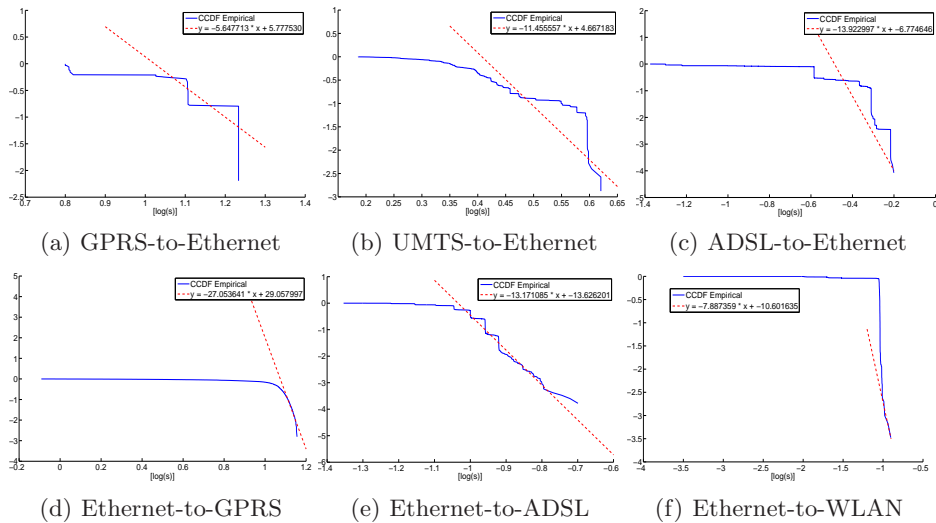 CCDF Empirical
y = −5.647713 * x + 5.777530
1
0.5
0
−0.5
−1
−1.5
−2
2.5
0.7 0.8 0.9 1 1.1 1.2 1.3 1.4
[log(s)]
(a) GPRS-to-Ethernet
CCDF Empirical
y = −11.455557 * x + 4.667183
1
0.5
0
−0.5
−1
−1.5
−2
−2.5
−3
0.2 0.25 0.3 0.35 0.4 0.45 0.5 0.55 0.6 0.65
[log(s)]
(b) UMTS-to-Ethernet
CCDF Empirical
y = −13.922997 * x + −6.774646
2
1
0
−1
−2
−3
−4
−5
−1.4 −1.2 −1 −0.8 −0.6 −0.4 −0.2 0
[log(s)]
(c) ADSL-to-Ethernet
CCDF Empirical
y = −27.053641 * x + 29.057997
5
4
3
2
1
0
−1
−2
−3
−4
−0.2 0 0.2 0.4 0.6 0.8 1 1.2
[log(s)]
(d) Ethernet-to-GPRS
CCDF Empirical
y = −13.171085 * x + −13.626201
1
0
−1
−2
−3
−4
−5
−6
−1.3 −1.2 −1.1 −1 −0.9 −0.8 −0.7 −0.6
[log(s)]
(e) Ethernet-to-ADSL
CCDF Empirical
y = −7.887359 * x + −10.601635
0
−0.5
−1
−1.5
−2
−2.5
−3
−3.5
−4
−4 −3.5 −3 −2.5 −2 −1.5 −1 −0.5
[log(s)]
(f) Ethernet-to-WLAN